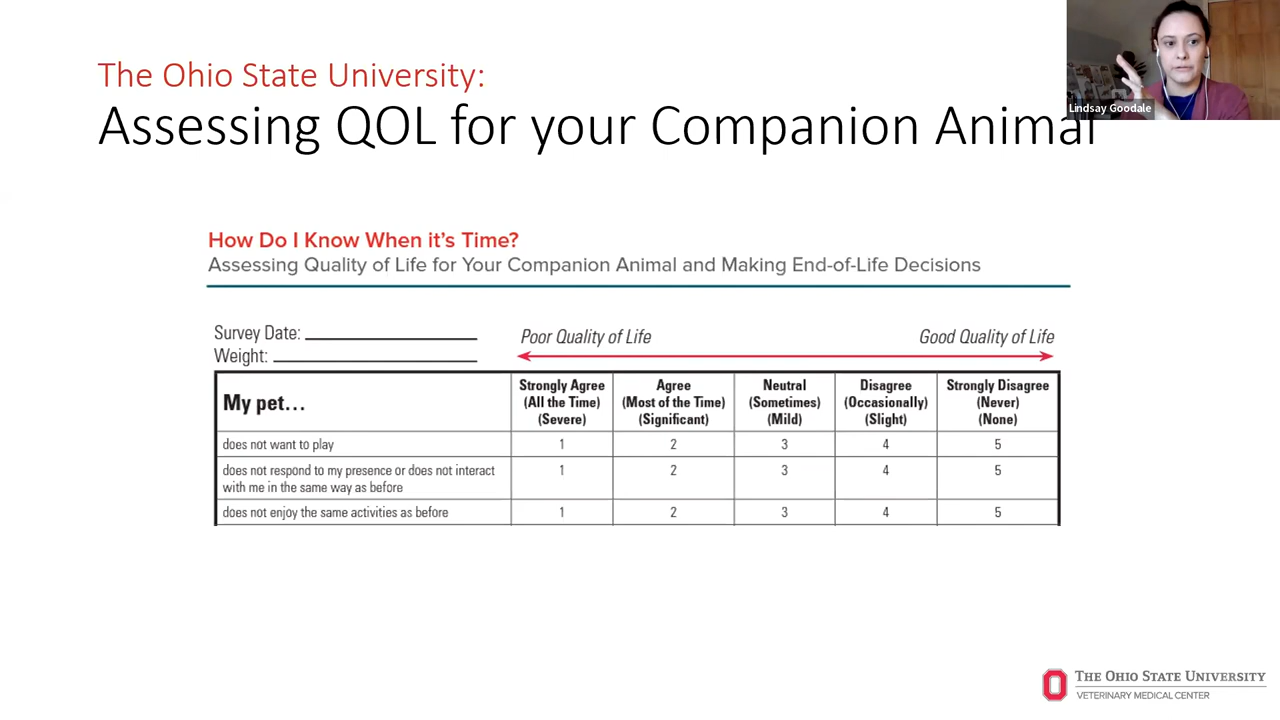 The Ohio State University:
Assessing QOL for your Companion Animal
Lindsay Goodale
How Do I Know When it's Time?
Assessing Quality of Life for Your Companion Animal and Making End-of-Life Decisions
Survey Date:
Weight:
Poor Quality of Life Good Quality of Life
My pet… Strongly Agree (All the Time) (Severe) Agree (Most of the Time) (Significant) Neutral (Sometimes) (Mild) Disagree (Occasionally) (Slight) Strongly Disagree (Never) (None)
does not want to play 1 2 3 4 5
does not respond to my presence or does not interact
with me in the same way as before 1 2 3 4 5
does not enjoy the same activities as before 1 2 3 4 5
THE OHIO STATE UNIVERSITY
VETERINARY MEDICAL CENTER